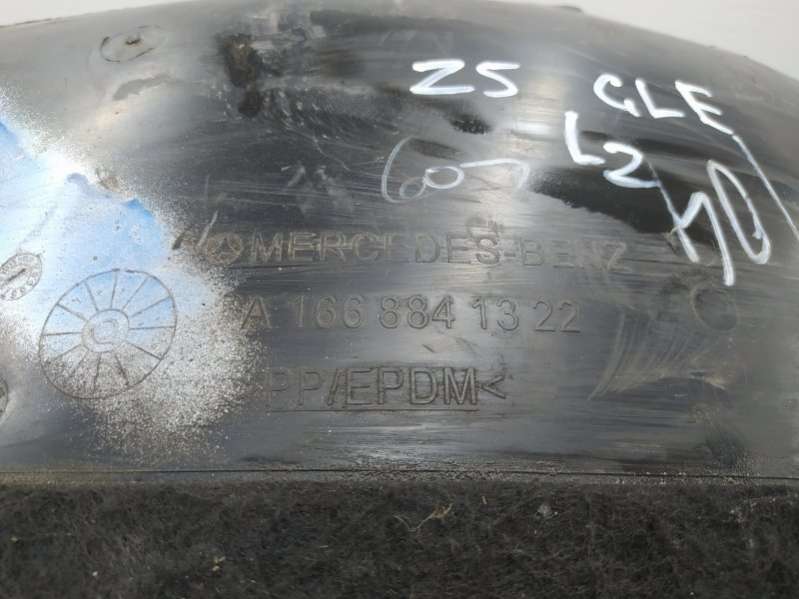 ZS GLE
L2
607
MERCEDES-BENZ
A 166 884 13 22
PP/EPDM<